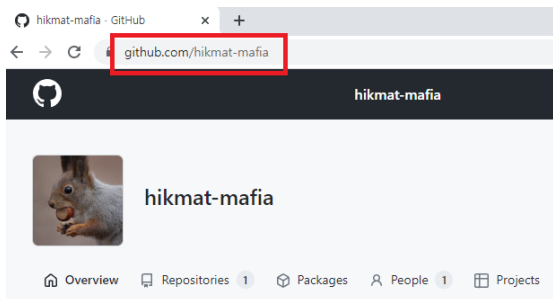 hikmat-mafia · GitHub
github.com/hikmat-mafia
hikmat-mafia
hikmat-mafia
Overview Repositories 1 Packages People 1 Projects